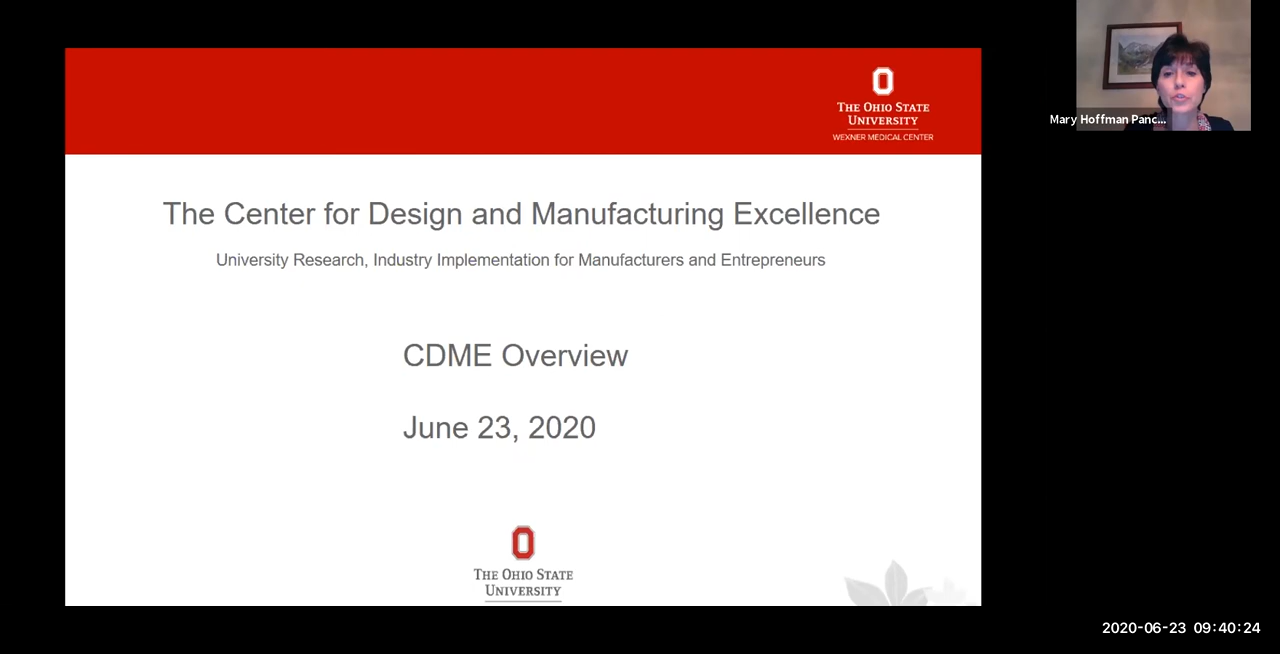 THE OHIO STATE
UNIVERSITY
WEXNER MEDICAL CENTER
Mary Hoffman Panc...
The Center for Design and Manufacturing Excellence
University Research, Industry Implementation for Manufacturers and Entrepreneurs
CDME Overview
June 23, 2020
THE OHIO STATE
UNIVERSITY
2020-06-23 09:40:24